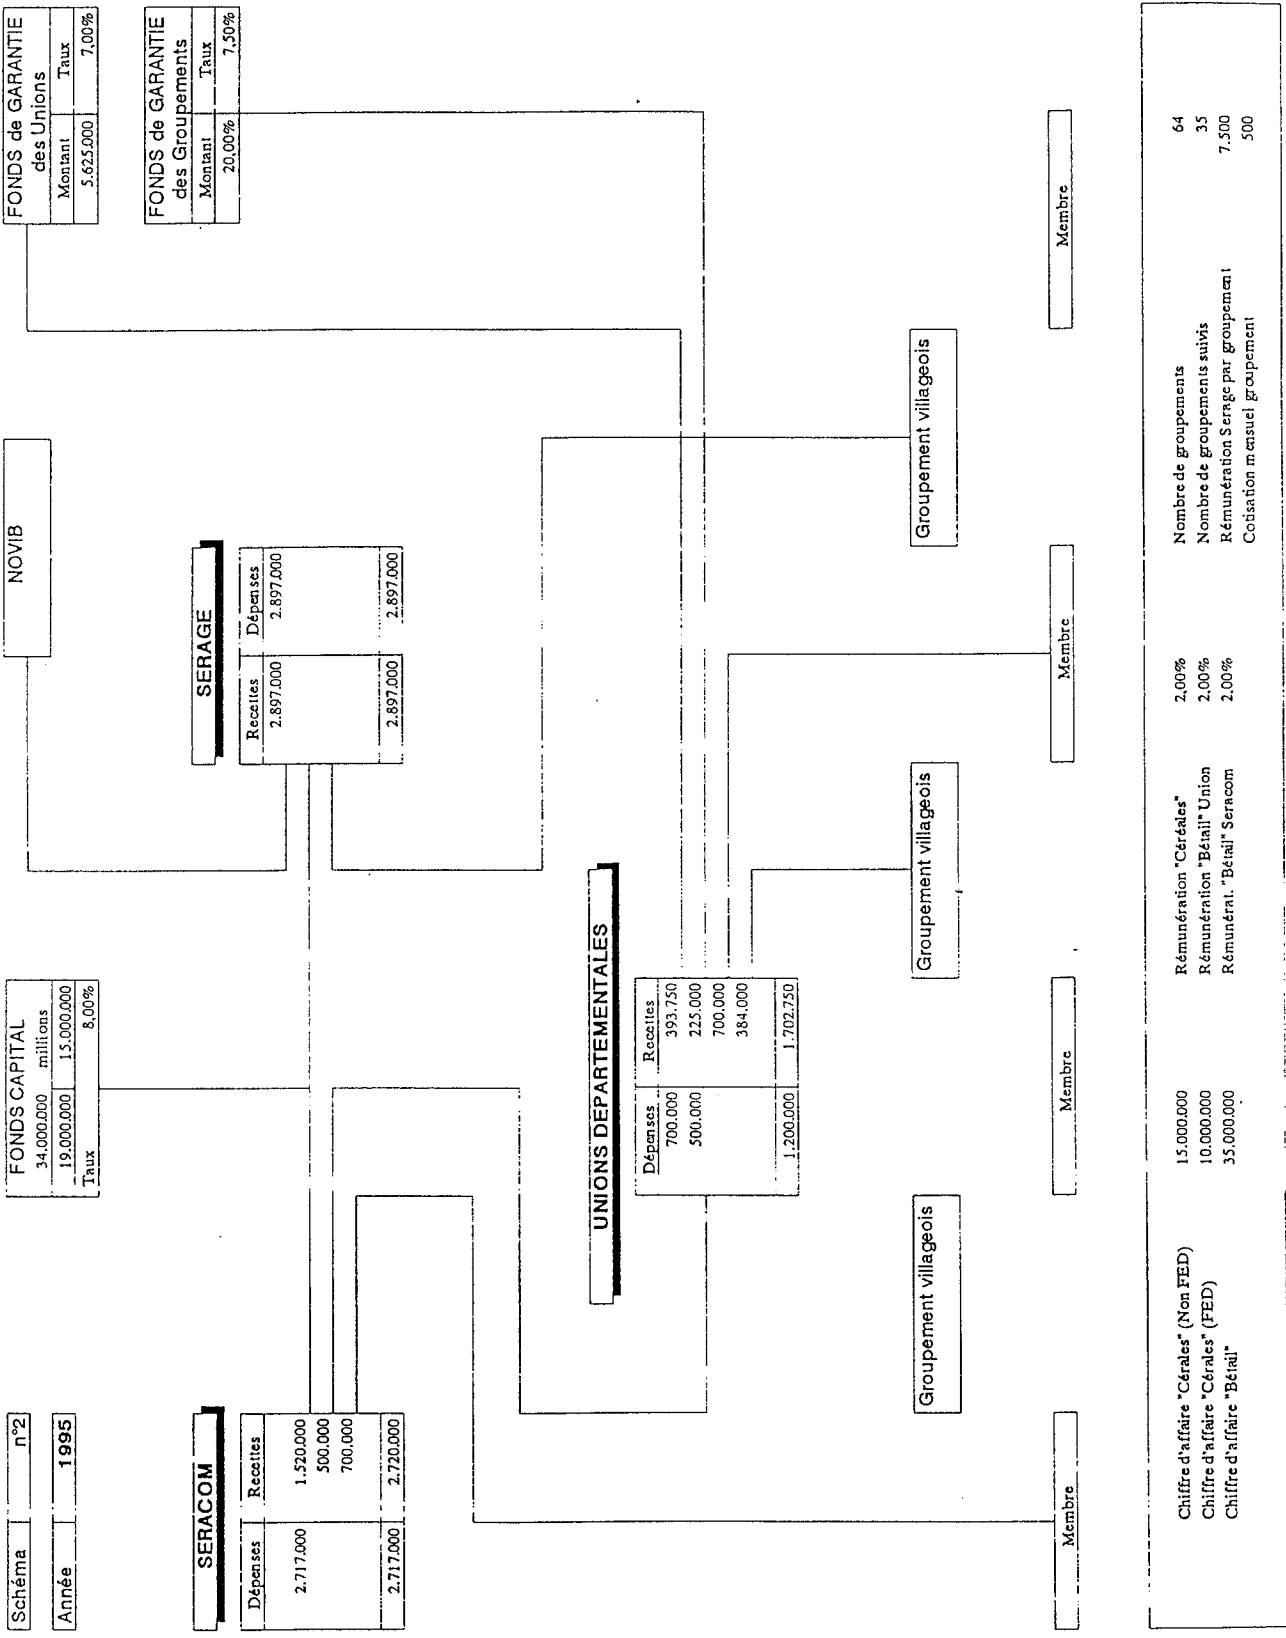 Schéma n°2
Année 1995
FONDS CAPITAL
34.000.000 millions
19.000.000 15.000.000
Taux 8,00%
NOVIB
FONDS de GARANTIE
des Unions
Montant Taux
5.625.000 7,00%
FONDS de GARANTIE
des Groupements
Montant Taux
20,00% 7,50%
SERACOM
Dépenses Recettes
2.717.000 1.520.000
500.000
700.000
2.717.000 2.720.000
SERAGE
Recettes Dépenses
2.897.000 2.897.000
2.897.000 2.897.000
UNIONS DEPARTEMENTALES
Dépenses Recettes
700.000 393.750
500.000 225.000
700.000
384.000
1.200.000 1.702.750
Groupement villageois
Groupement villageois
Groupement villageois
Membre
Membre
Membre
Membre
Chiffre d'affaire "Cérales" (Non FED) 15.000.000 Rémunération "Céréales" 2,00% Nombre de groupements 64
Chiffre d'affaire "Cérales" (FED) 10.000.000 Rémunération "Bétail" Union 2,00% Nombre de groupements suivis 35
Chiffre d'affaire "Bétail" 35.000.000 Rémunérat. "Bétail" Seracom 2,00% Rémunération Serage par groupement 7.500
Cotisation mensuel groupement 500